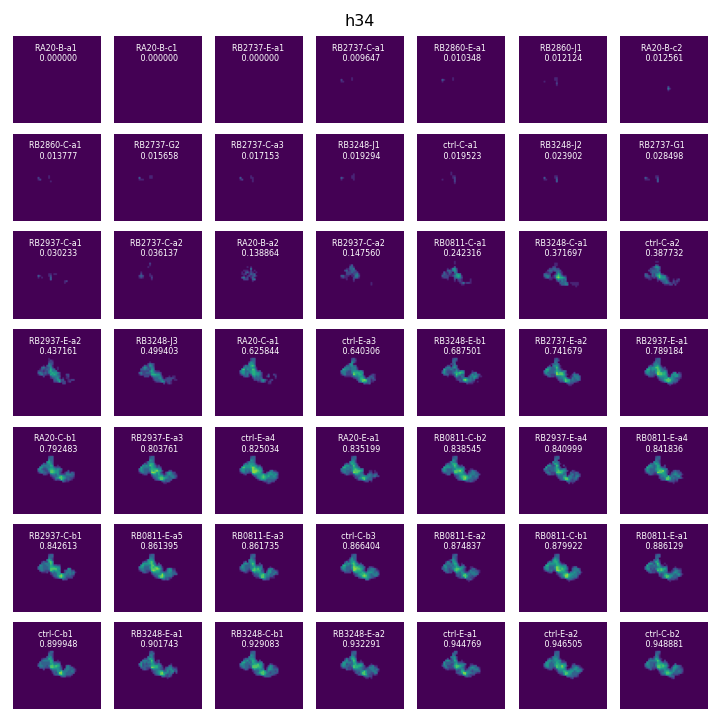 h34
RA20-B-a1
0.000000
RA20-B-c1
0.000000
RB2737-E-a1
0.000000
RB2737-C-a1
0.009647
RB2860-E-a1
0.010348
RB2860-J1
0.012124
RA20-B-c2
0.012561
RB2860-C-a1
0.013777
RB2737-G2
0.015658
RB2737-C-a3
0.017153
RB3248-J1
0.019294
ctrl-C-a1
0.019523
RB3248-J2
0.023902
RB2737-G1
0.028498
RB2937-C-a1
0.030233
RB2737-C-a2
0.036137
RA20-B-a2
0.138864
RB2937-C-a2
0.147560
RB0811-C-a1
0.242316
RB3248-C-a1
0.371697
ctrl-C-a2
0.387732
RB2937-E-a2
0.437161
RB3248-J3
0.499403
RA20-C-a1
0.625844
ctrl-E-a3
0.640306
RB3248-E-b1
0.687501
RB2737-E-a2
0.741679
RB2937-E-a1
0.789184
RA20-C-b1
0.792483
RB2937-E-a3
0.803761
ctrl-E-a4
0.825034
RA20-E-a1
0.835199
RB0811-C-b2
0.838545
RB2937-E-a4
0.840999
RB0811-E-a4
0.841836
RB2937-C-b1
0.842613
RB0811-E-a5
0.861395
RB0811-E-a3
0.861735
ctrl-C-b3
0.866404
RB0811-E-a2
0.874837
RB0811-C-b1
0.879922
RB0811-E-a1
0.886129
ctrl-C-b1
0.899948
RB3248-E-a1
0.901743
RB3248-C-b1
0.929083
RB3248-E-a2
0.932291
ctrl-E-a1
0.944769
ctrl-E-a2
0.946505
ctrl-C-b2
0.948881